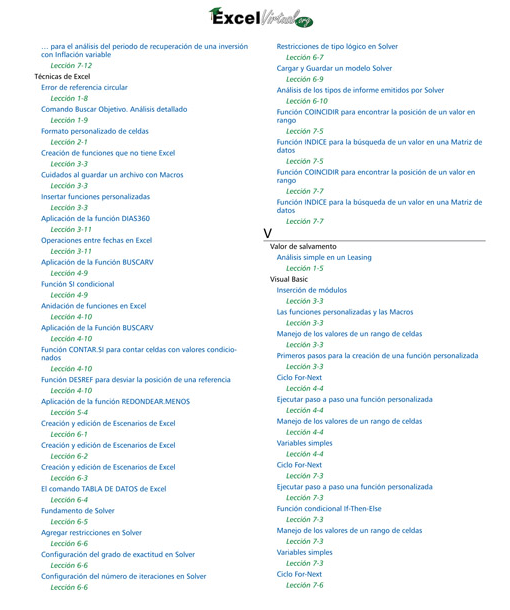 ExcelVirtual.org
... para el análisis del periodo de recuperación de una inversión
con Inflación variable
Lección 7-12
Técnicas de Excel
Error de referencia circular
Lección 1-8
Comando Buscar Objetivo. Análisis detallado
Lección 1-9
Formato personalizado de celdas
Lección 2-1
Creación de funciones que no tiene Excel
Lección 3-3
Cuidados al guardar un archivo con Macros
Lección 3-3
Insertar funciones personalizadas
Lección 3-3
Aplicación de la función DIAS360
Lección 3-11
Operaciones entre fechas en Excel
Lección 3-11
Aplicación de la Función BUSCARV
Lección 4-9
Función SI condicional
Lección 4-9
Anidación de funciones en Excel
Lección 4-10
Aplicación de la Función BUSCARV
Lección 4-10
Función CONTAR.SI para contar celdas con valores condicio-
nados
Lección 4-10
Función DESREF para desviar la posición de una referencia
Lección 4-10
Aplicación de la función REDONDEAR.MENOS
Lección 5-4
Creación y edición de Escenarios de Excel
Lección 6-1
Creación y edición de Escenarios de Excel
Lección 6-2
Creación y edición de Escenarios de Excel
Lección 6-3
El comando TABLA DE DATOS de Excel
Lección 6-4
Fundamento de Solver
Lección 6-5
Agregar restricciones en Solver
Lección 6-6
Configuración del grado de exactitud en Solver
Lección 6-6
Configuración del número de iteraciones en Solver
Lección 6-6
Restricciones de tipo lógico en Solver
Lección 6-7
Cargar y Guardar un modelo Solver
Lección 6-9
Análisis de los tipos de informe emitidos por Solver
Lección 6-10
Función COINCIDIR para encontrar la posición de un valor en
rango
Lección 7-5
Función INDICE para la búsqueda de un valor en una Matriz de
datos
Lección 7-5
Función COINCIDIR para encontrar la posición de un valor en
rango
Lección 7-7
Función INDICE para la búsqueda de un valor en una Matriz de
datos
Lección 7-7
V
Valor de salvamento
Análisis simple en un Leasing
Lección 1-5
Visual Basic
Inserción de módulos
Lección 3-3
Las funciones personalizadas y las Macros
Lección 3-3
Manejo de los valores de un rango de celdas
Lección 3-3
Primeros pasos para la creación de una función personalizada
Lección 3-3
Ciclo For-Next
Lección 4-4
Ejecutar paso a paso una función personalizada
Lección 4-4
Manejo de los valores de un rango de celdas
Lección 4-4
Variables simples
Lección 4-4
Ciclo For-Next
Lección 7-3
Ejecutar paso a paso una función personalizada
Lección 7-3
Función condicional If-Then-Else
Lección 7-3
Manejo de los valores de un rango de celdas
Lección 7-3
Variables simples
Lección 7-3
Ciclo For-Next
Lección 7-6